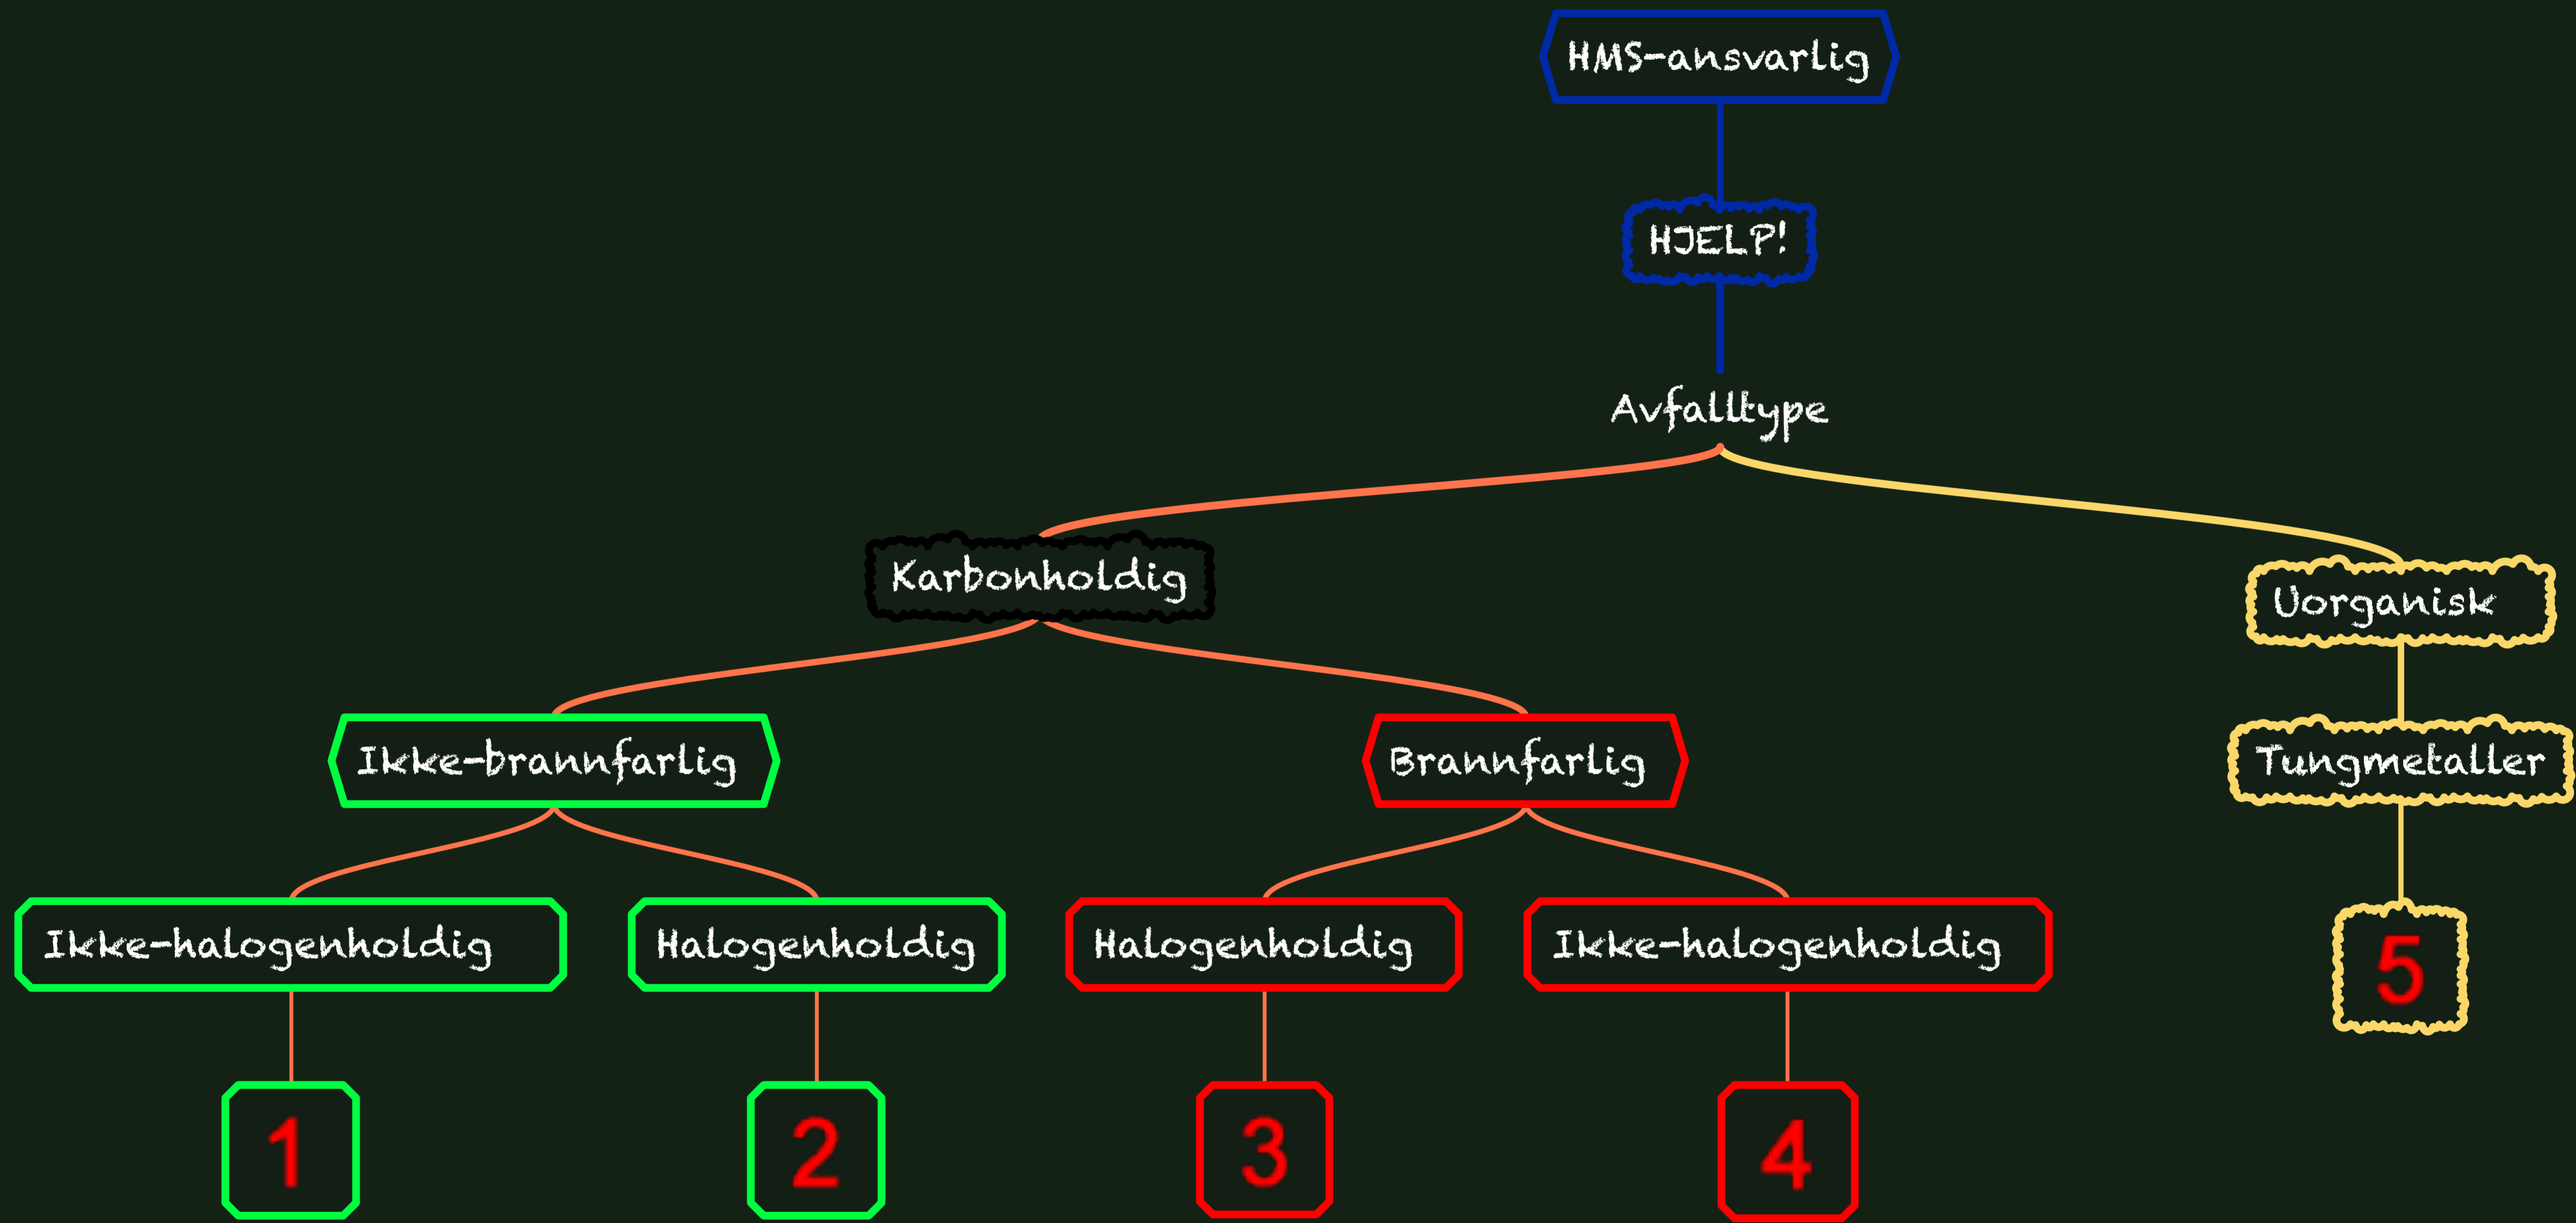 HMS-ansvarlig
HJELP!
Avfalltype
Karbonholdig
Uorganisk
Ikke-brannfarlig
Brannfarlig
Tungmetaller
Ikke-halogenholdig
Halogenholdig
Halogenholdig
Ikke-halogenholdig
5
1
2
3
4